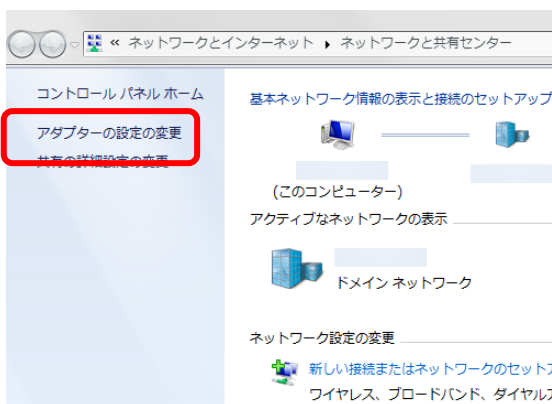 « ネットワークとインターネット ▸ ネットワークと共有センター
コントロール パネル ホーム
アダプターの設定の変更
共有の詳細設定の変更
基本ネットワーク情報の表示と接続のセットアップ
(このコンピューター)
アクティブなネットワークの表示
ドメイン ネットワーク
ネットワーク設定の変更
新しい接続またはネットワークのセットア
ワイヤレス、ブロードバンド、ダイヤルア